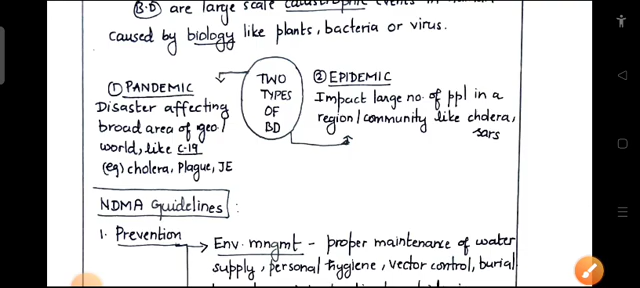 B.D are large scale catastrophic events in
caused by biology like plants, bacteria or virus.
TWO
TYPES
OF
BD
① PANDEMIC
Disaster affecting
broad area of geo/
world, like C-19
(eg) cholera, Plague, JE
② EPIDEMIC
Impact large no. of ppl in a
region/community like cholera,
sars
NDMA Guidelines :
1. Prevention
Env. mngmt - proper maintenance of water
supply, personal hygiene, vector control, burial